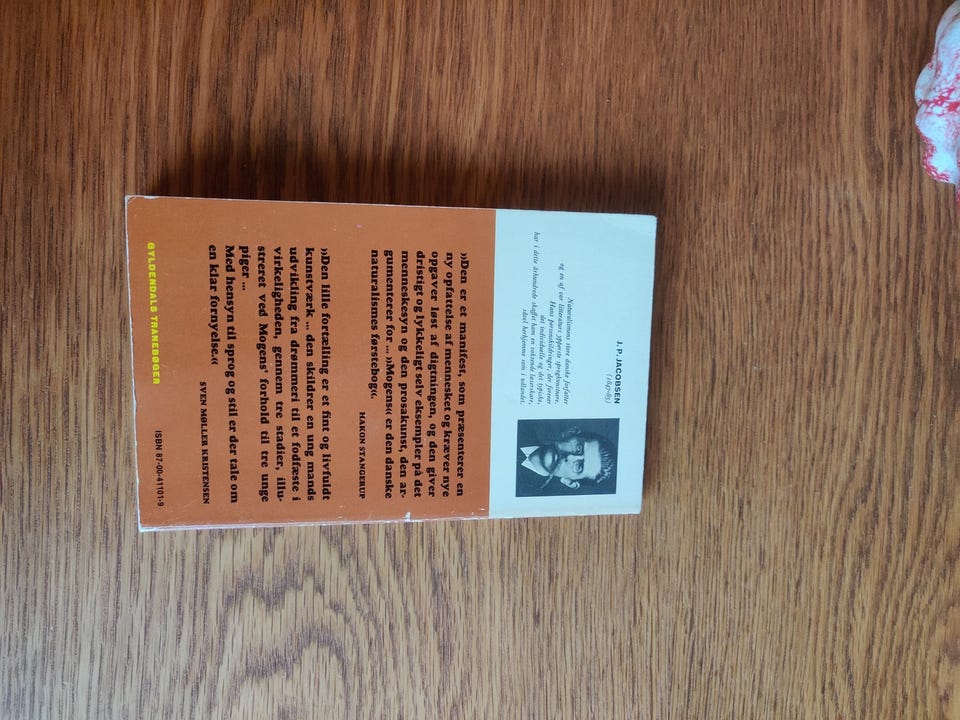 J. P. JACOBSEN
(1847-85)
Naturalismens store danske forfatter
og en af vor litteraturs ypperste sprogkunstnere.
Hans personskildringer, der forener
det individuelle og det typiske,
har i dette århundrede skaffet ham en voksende læserskare,
såvel herhjemme som i udlandet.
»Den er et manifest, som præsenterer en
ny opfattelse af mennesket og kræver nye
opgaver løst af digtningen, og den giver
dristigt og lykkeligt selv eksempler på det
menneskesyn og den prosakunst, den ar-
gumenterer for ... »Mogens« er den danske
naturalismes førstebog«.
HAKON STANGERUP
»Den lille fortælling er et fint og livfuldt
kunstværk ... den skildrer en ung mands
udvikling fra drømmeri til et fodfæste i
virkeligheden, gennem tre stadier, illu-
streret ved Mogens' forhold til tre unge
piger ...
Med hensyn til sprog og stil er der tale om
en klar fornyelse.«
SVEN MØLLER KRISTENSEN
GYLDENDALS TRANEBØGER
ISBN 87-00-41101-9